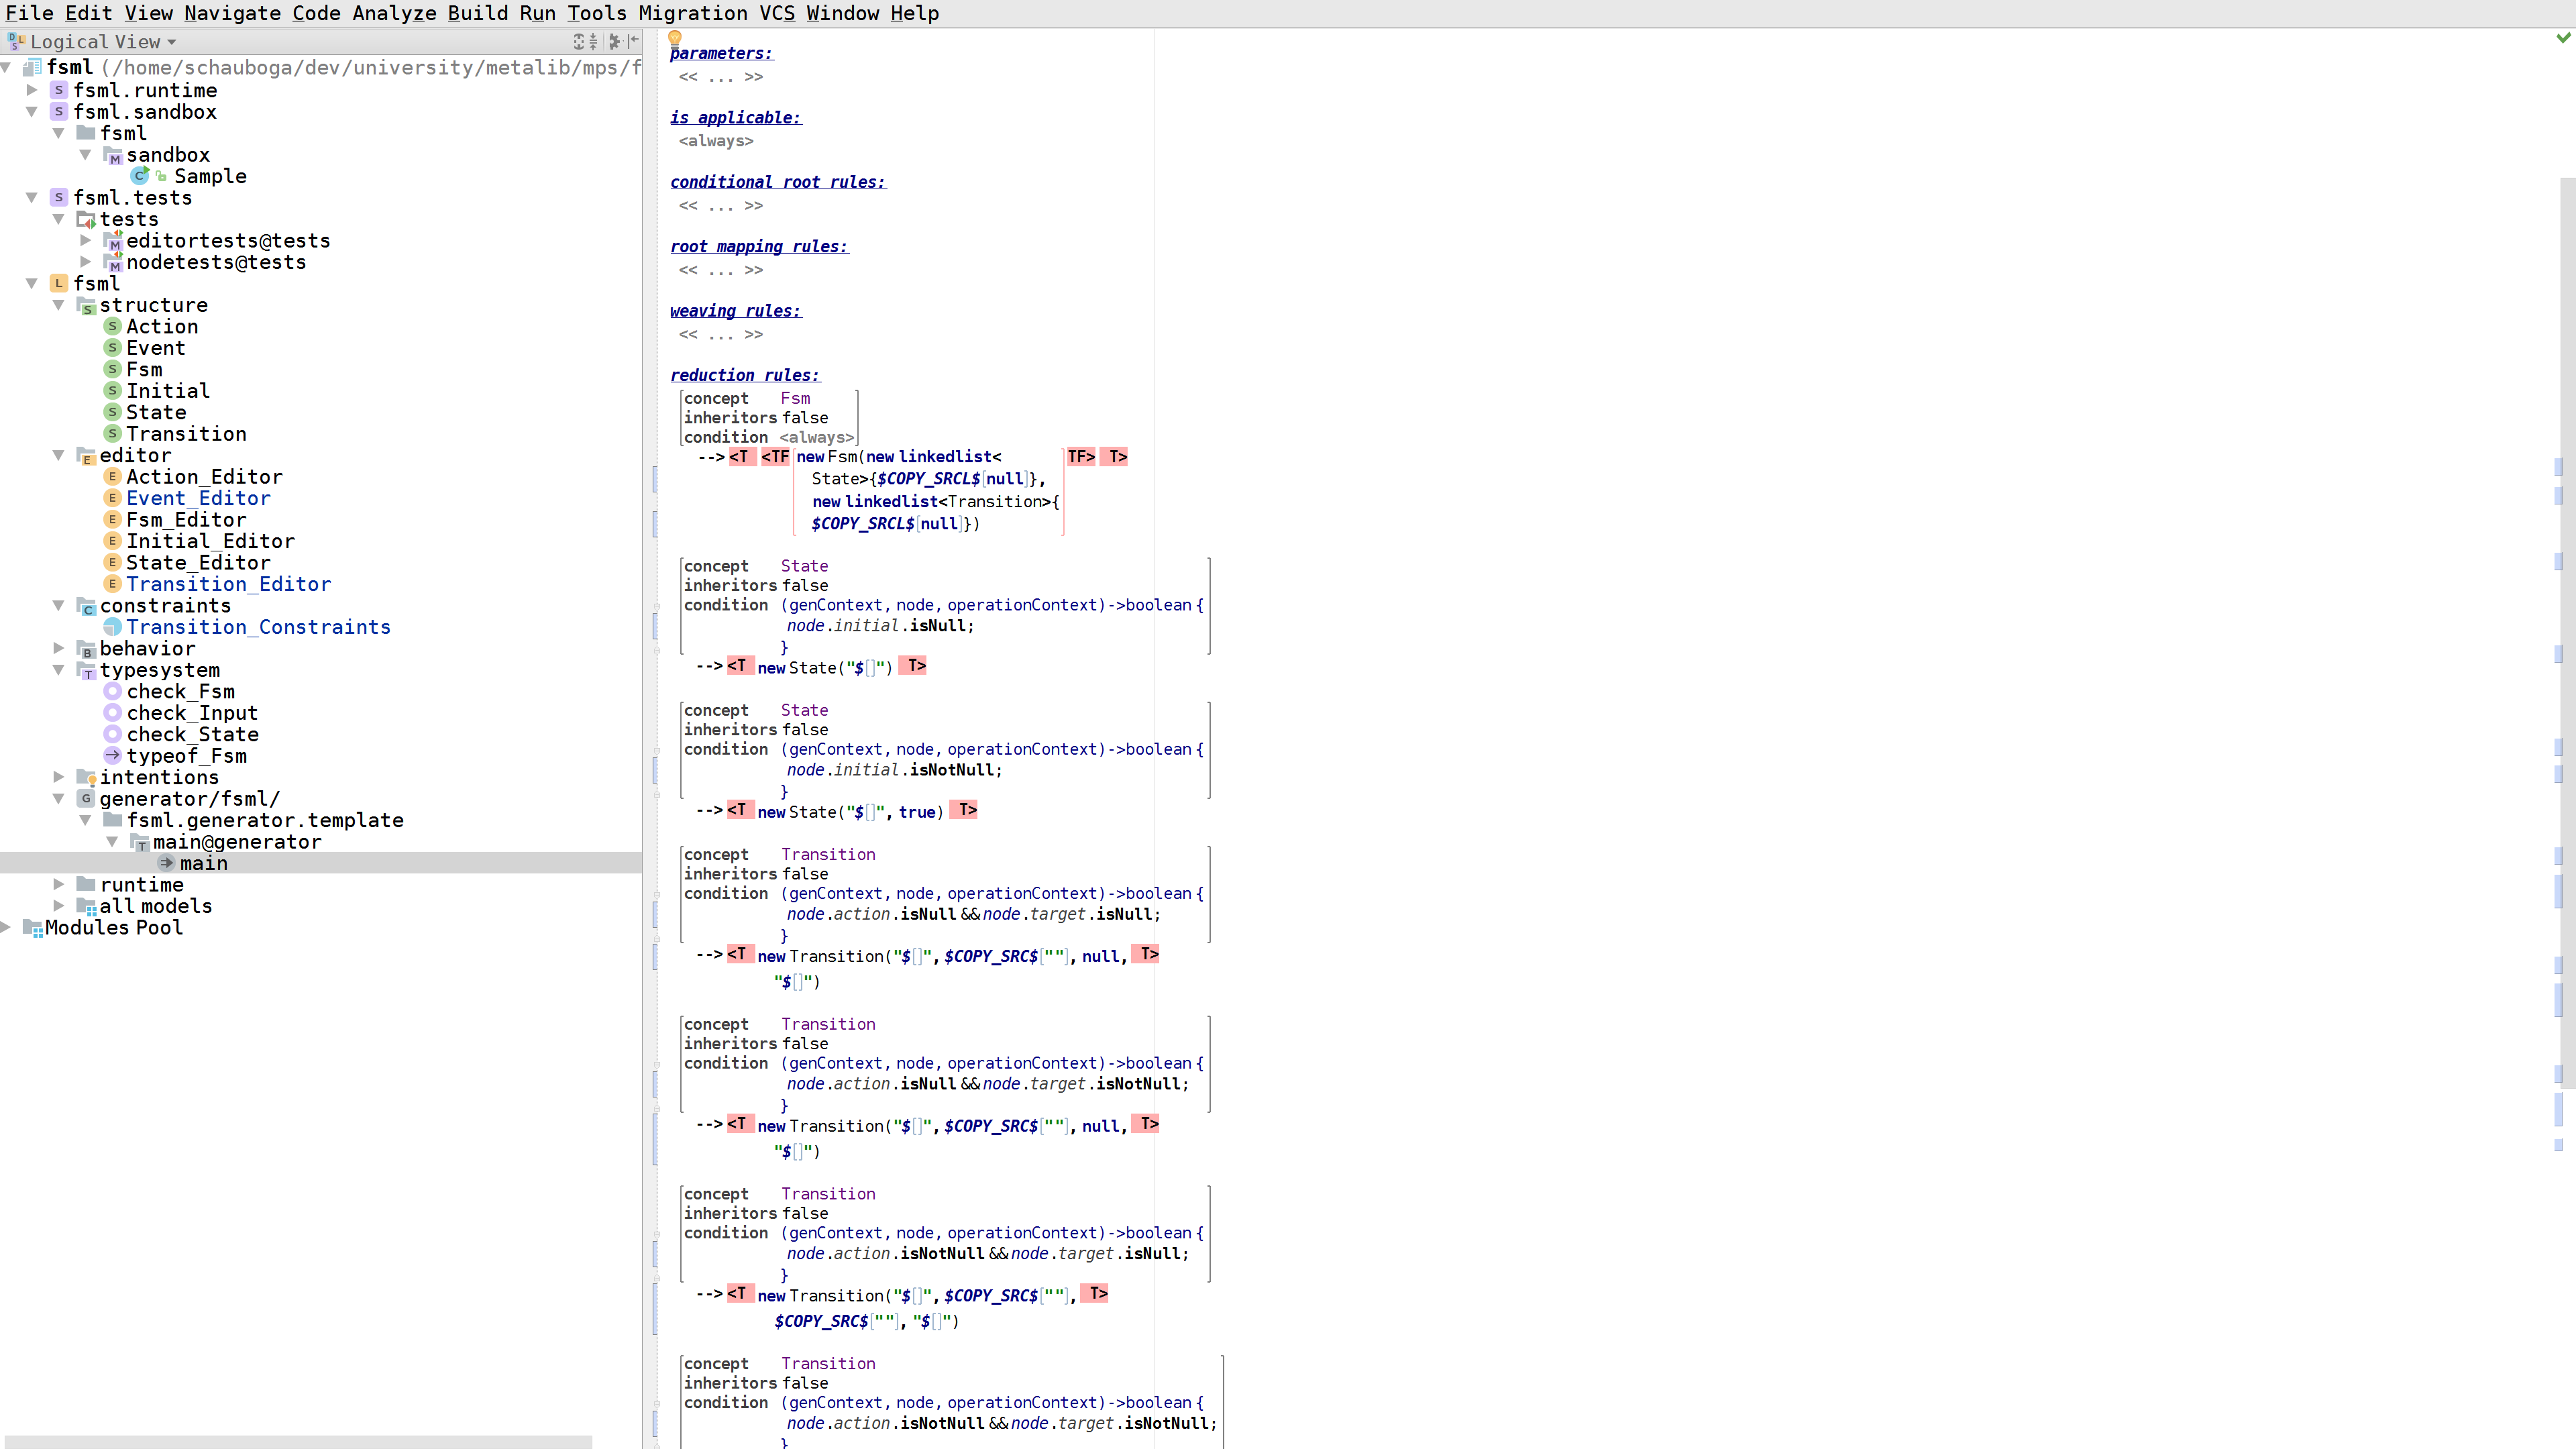 File Edit View Navigate Code Analyze Build Run Tools Migration VCS Window Help
Logical View
fsml (/home/schauboga/dev/university/metalib/mps/f
fsml.runtime
fsml.sandbox
fsml
sandbox
Sample
fsml.tests
tests
editortests@tests
nodetests@tests
fsml
structure
Action
Event
Fsm
Initial
State
Transition
editor
Action_Editor
Event_Editor
Fsm_Editor
Initial_Editor
State_Editor
Transition_Editor
constraints
Transition_Constraints
behavior
typesystem
check_Fsm
check_Input
check_State
typeof_Fsm
intentions
generator/fsml/
fsml.generator.template
main@generator
main
runtime
all models
Modules Pool
parameters:
<< ... >>
is applicable:
<always>
conditional root rules:
<< ... >>
root mapping rules:
<< ... >>
weaving rules:
<< ... >>
reduction rules:
concept Fsm
inheritors false
condition <always>
--> <T <TF new Fsm(new linkedlist< TF> T>
State>{$COPY_SRCL$[null]},
new linkedlist<Transition>{
$COPY_SRCL$[null]})
concept State
inheritors false
condition (genContext, node, operationContext)->boolean {
node.initial.isNull;
}
--> <T new State("$[]") T>
concept State
inheritors false
condition (genContext, node, operationContext)->boolean {
node.initial.isNotNull;
}
--> <T new State("$[]", true) T>
concept Transition
inheritors false
condition (genContext, node, operationContext)->boolean {
node.action.isNull && node.target.isNull;
}
--> <T new Transition("$[]", $COPY_SRC$[""], null, T>
"$[]")
concept Transition
inheritors false
condition (genContext, node, operationContext)->boolean {
node.action.isNull && node.target.isNotNull;
}
--> <T new Transition("$[]", $COPY_SRC$[""], null, T>
"$[]")
concept Transition
inheritors false
condition (genContext, node, operationContext)->boolean {
node.action.isNotNull && node.target.isNull;
}
--> <T new Transition("$[]", $COPY_SRC$[""], T>
$COPY_SRC$[""], "$[]")
concept Transition
inheritors false
condition (genContext, node, operationContext)->boolean {
node.action.isNotNull && node.target.isNotNull;
}